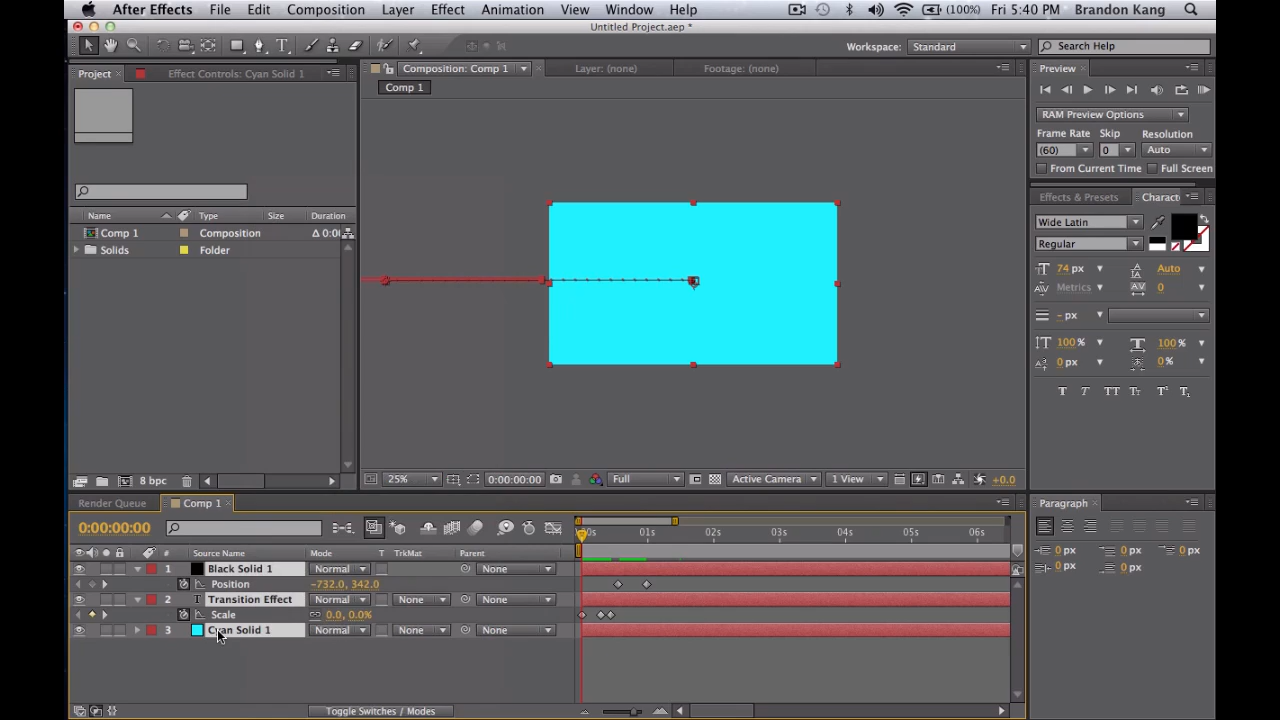 After Effects File Edit Composition Layer Effect Animation View Window Help (100%) Fri 5:40 PM Brandon Kang
Untitled Project.aep *
Workspace: Standard Search Help
Project Effect Controls: Cyan Solid 1
Composition: Comp 1 Layer: (none) Footage: (none)
Comp 1
Name Type Size Duration
Comp 1 Composition Δ 0:0
Solids Folder
8 bpc
25% 0:00:00:00 Full Active Camera 1 View +0.0
Preview
RAM Preview Options
Frame Rate Skip Resolution
(60) 0 Auto
From Current Time Full Screen
Effects & Presets Charact
Wide Latin
Regular
74 px Auto
Metrics 0
- px
100% 100%
0 px 0%
T T TT Tт T¹ T₁
Render Queue Comp 1
0:00:00:00
00s 01s 02s 03s 04s 05s 06s
# Source Name Mode T TrkMat Parent
1 Black Solid 1 Normal None
Position -732.0, 342.0
2 T Transition Effect Normal None None
Scale 0.0, 0.0%
3 Cyan Solid 1 Normal None None
Toggle Switches / Modes
Paragraph
0 px 0 px 0 px
0 px 0 px